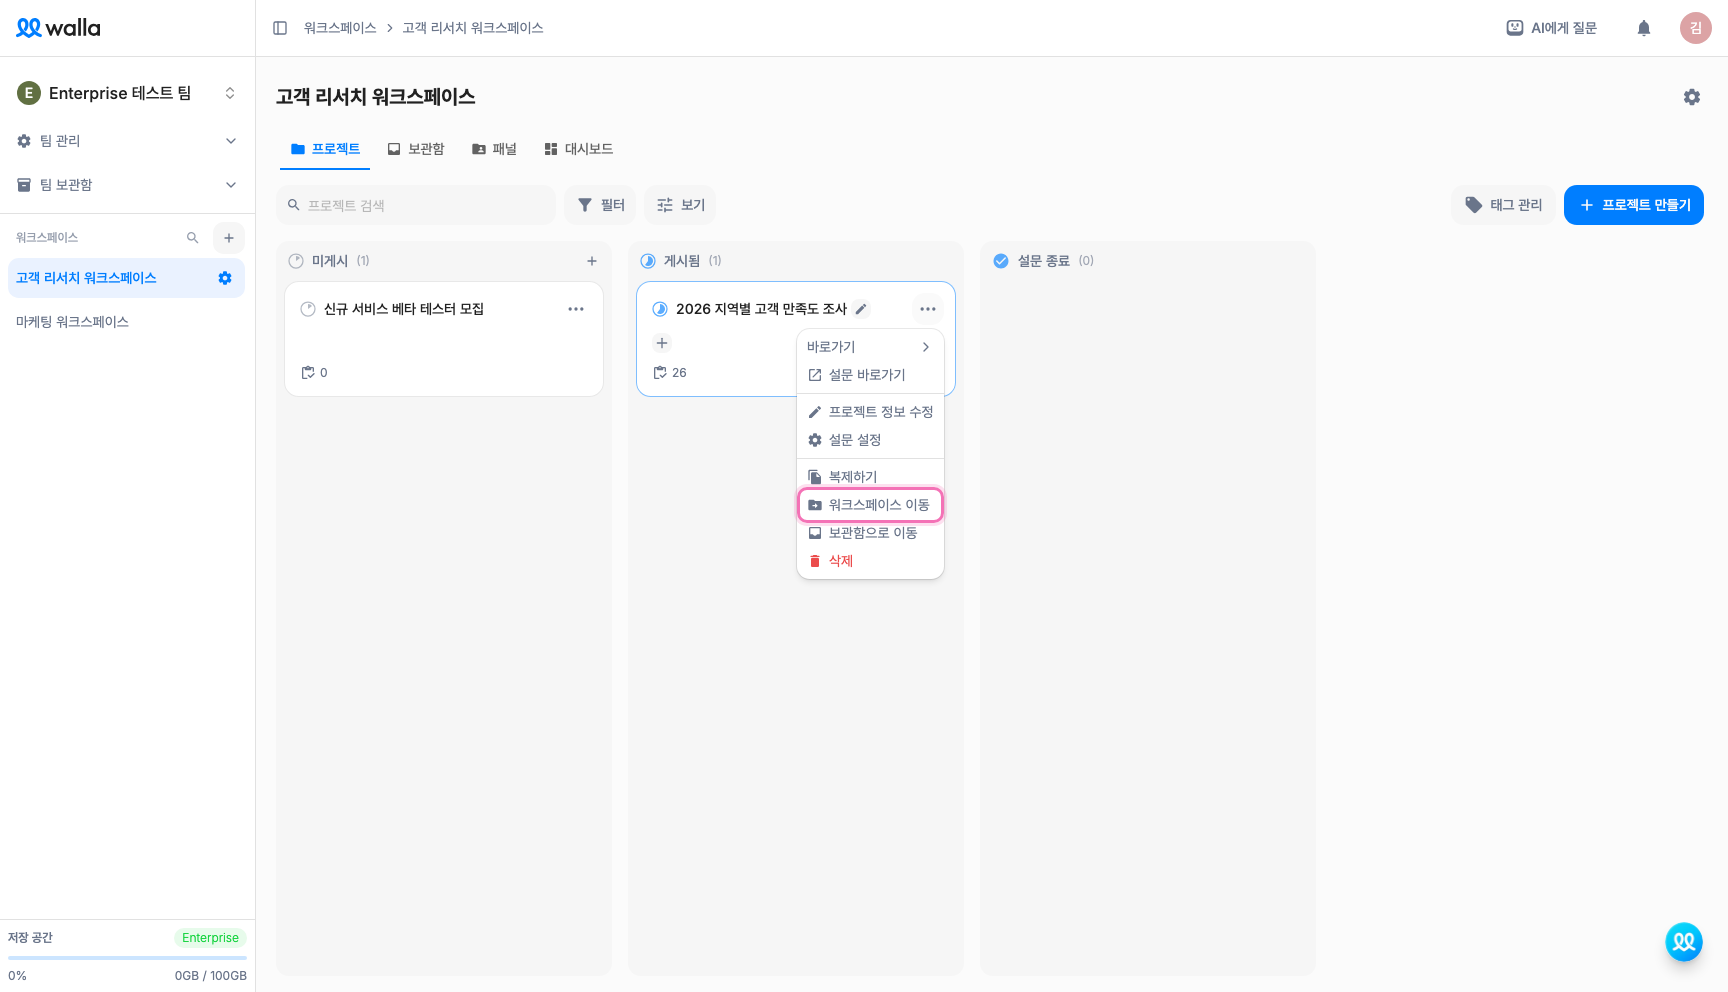 walla
워크스페이스 > 고객 리서치 워크스페이스
AI에게 질문
김
E Enterprise 테스트 팀
팀 관리
팀 보관함
워크스페이스
고객 리서치 워크스페이스
마케팅 워크스페이스
저장 공간 Enterprise
0% 0GB / 100GB
고객 리서치 워크스페이스
프로젝트 보관함 패널 대시보드
프로젝트 검색 필터 보기 태그 관리 + 프로젝트 만들기
미게시 (1)
신규 서비스 베타 테스터 모집
0
게시됨 (1)
2026 지역별 고객 만족도 조사
26
바로가기
설문 바로가기
프로젝트 정보 수정
설문 설정
복제하기
워크스페이스 이동
보관함으로 이동
삭제
설문 종료 (0)